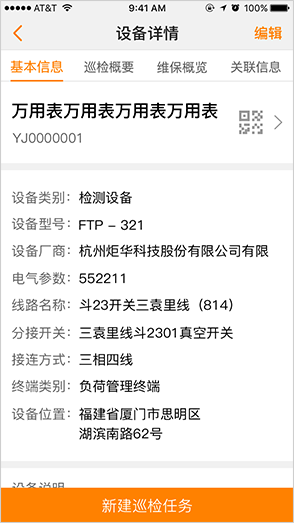 AT&T 9:41 AM 100%
设备详情 编辑
基本信息 巡检概要 维保概览 关联信息
万用表万用表万用表万用表
YJ0000001
设备类别: 检测设备
设备型号: FTP – 321
设备厂商: 杭州炬华科技股份有限公司有限
电气参数: 552211
线路名称: 斗23开关三袁里线（814）
分接开关: 三袁里线斗2301真空开关
接连方式: 三相四线
终端类别: 负荷管理终端
设备位置: 福建省厦门市思明区
湖滨南路62号
设备说明
新建巡检任务